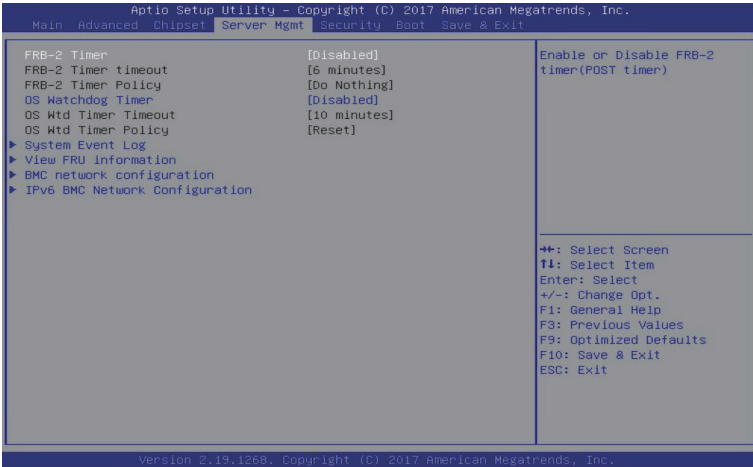 Aptio Setup Utility – Copyright (C) 2017 American Megatrends, Inc.
Main Advanced Chipset Server Mgmt Security Boot Save & Exit
FRB-2 Timer [Disabled]
FRB-2 Timer timeout [6 minutes]
FRB-2 Timer Policy [Do Nothing]
OS Watchdog Timer [Disabled]
OS Wtd Timer Timeout [10 minutes]
OS Wtd Timer Policy [Reset]
▶ System Event Log
▶ View FRU information
▶ BMC network configuration
▶ IPv6 BMC Network Configuration
Enable or Disable FRB-2
timer(POST timer)
→←: Select Screen
↑↓: Select Item
Enter: Select
+/-: Change Opt.
F1: General Help
F3: Previous Values
F9: Optimized Defaults
F10: Save & Exit
ESC: Exit
Version 2.19.1268. Copyright (C) 2017 American Megatrends, Inc.